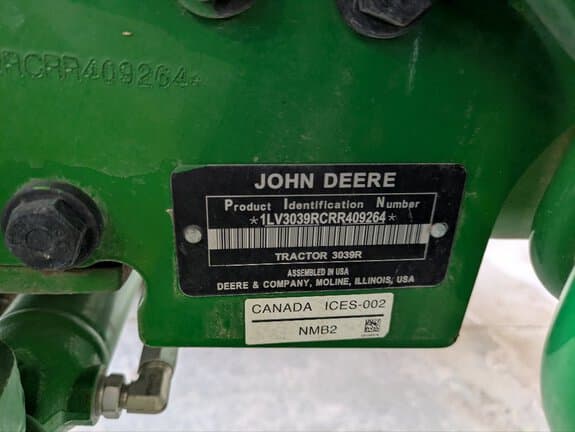 RCRR409264*
JOHN DEERE
Product Identification Number
*1LV3039RCRR409264*
TRACTOR 3039R
ASSEMBLED IN USA
DEERE & COMPANY, MOLINE, ILLINOIS, USA
CANADA ICES-002
NMB2